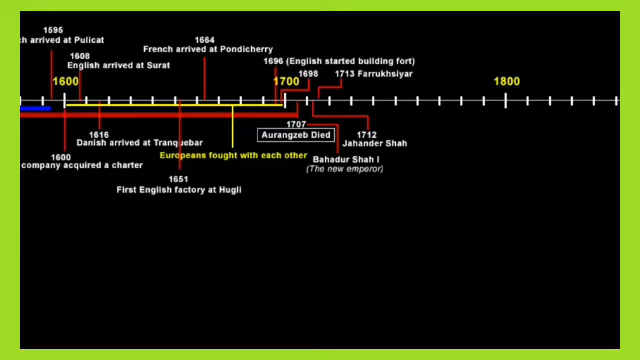 1595
ch arrived at Pulicat
1608
English arrived at Surat
1664
French arrived at Pondicherry
1696 (English started building fort)
1698
1713 Farrukhsiyar
1600
1700
1800
1616
Danish arrived at Tranquebar
1600
company acquired a charter
Europeans fought with each other
1651
First English factory at Hugli
1707
Aurangzeb Died
1712
Jahander Shah
Bahadur Shah I
(The new emperor)